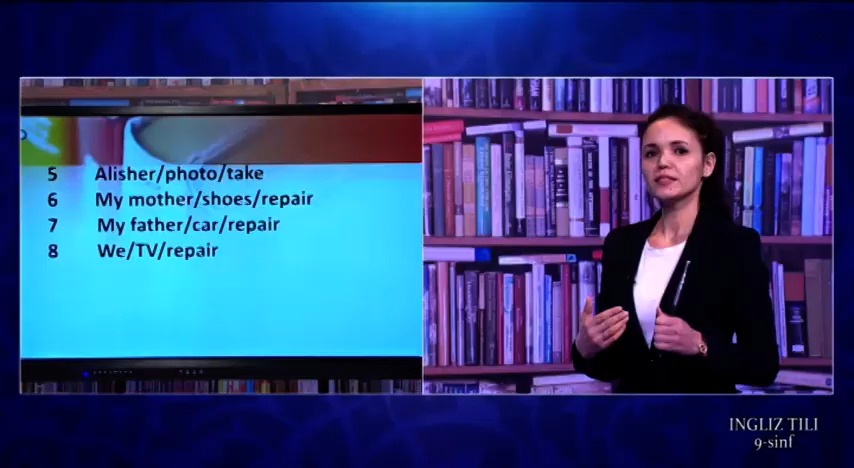 5 Alisher/photo/take
6 My mother/shoes/repair
7 My father/car/repair
8 We/TV/repair
INGLIZ TILI
9-sinf